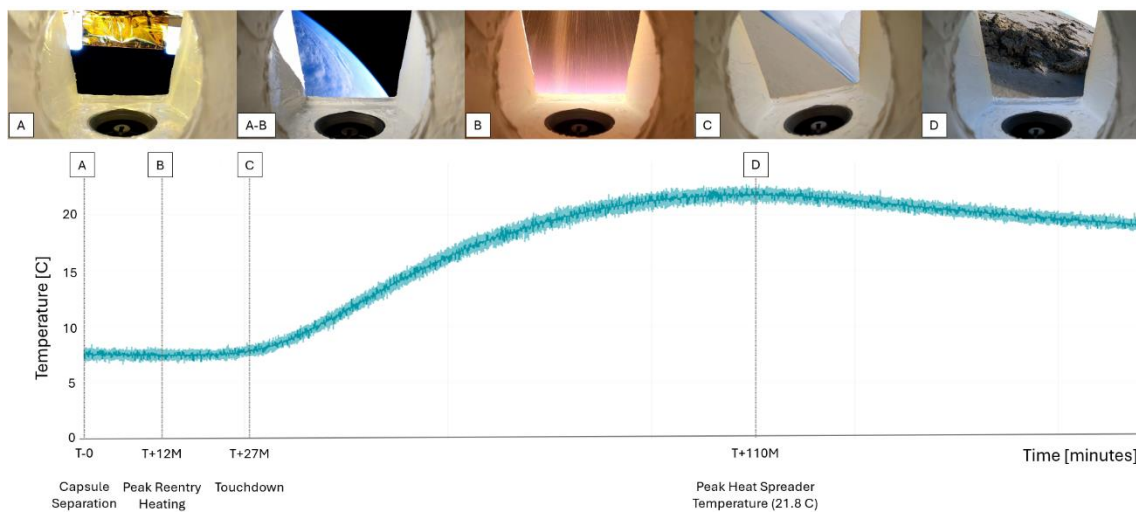 A
A-B
B
C
D
A
B
C
D
20
15
10
5
0
Temperature [C]
T-0
T+12M
T+27M
T+110M
Time [minutes]
Capsule
Separation
Peak Reentry
Heating
Touchdown
Peak Heat Spreader
Temperature (21.8 C)